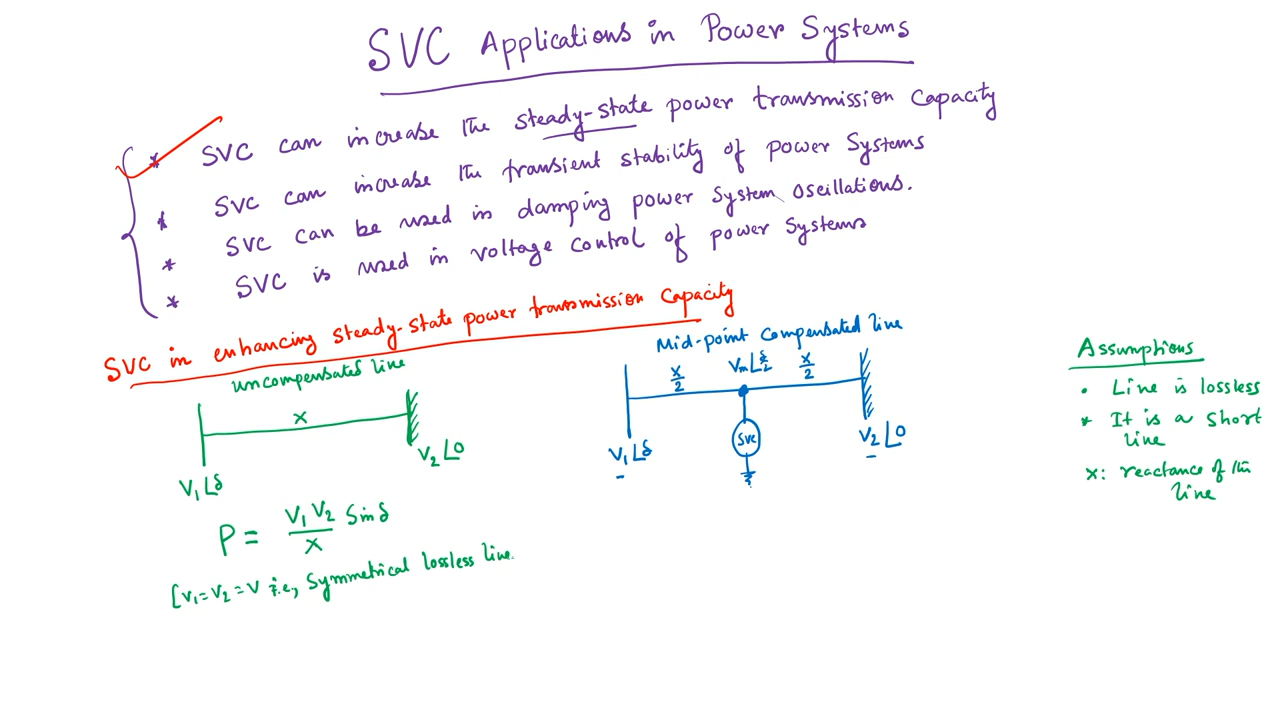 SVC Applications in Power Systems
* SVC can increase the steady-state power transmission capacity
* SVC can increase the transient stability of power systems
* SVC can be used in damping power system oscillations.
* SVC is used in voltage control of power systems
SVC in enhancing steady-state power transmission capacity
uncompensated line
x
V₁∠δ
V₂∠0
P = V₁V₂/x Sinδ
[V₁=V₂=V i.e., Symmetrical lossless line.
Mid-point compensated line
x/2 Vm∠δ/2 x/2
SVC
V₁∠δ
V₂∠0
Assumptions
• Line is lossless
* It is a short
line
x: reactance of the
line